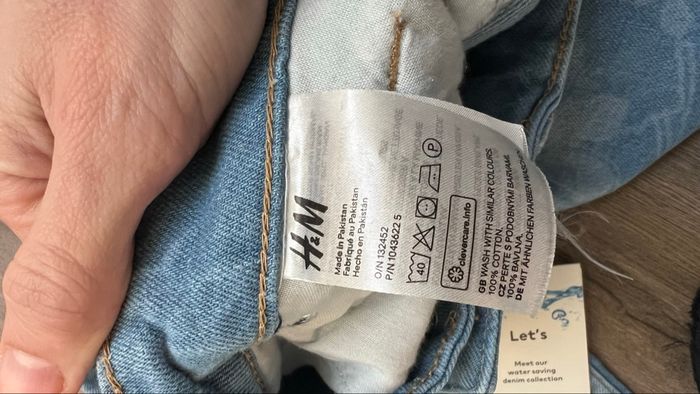 H&M
Made in Pakistan
Fabriqué au Pakistan
Hecho en Pakistán
O/N 132452
P/N 1043622 5
40
P
clevercare.info
GB WASH WITH SIMILAR COLOURS.
100% COTTON.
CZ PERTE S PODOBNÝMI BARVAMI.
100% BAVLNA.
DE MIT ÄHNLICHEN FARBEN WASCHEN
Let's
Meet our
water saving
denim collection